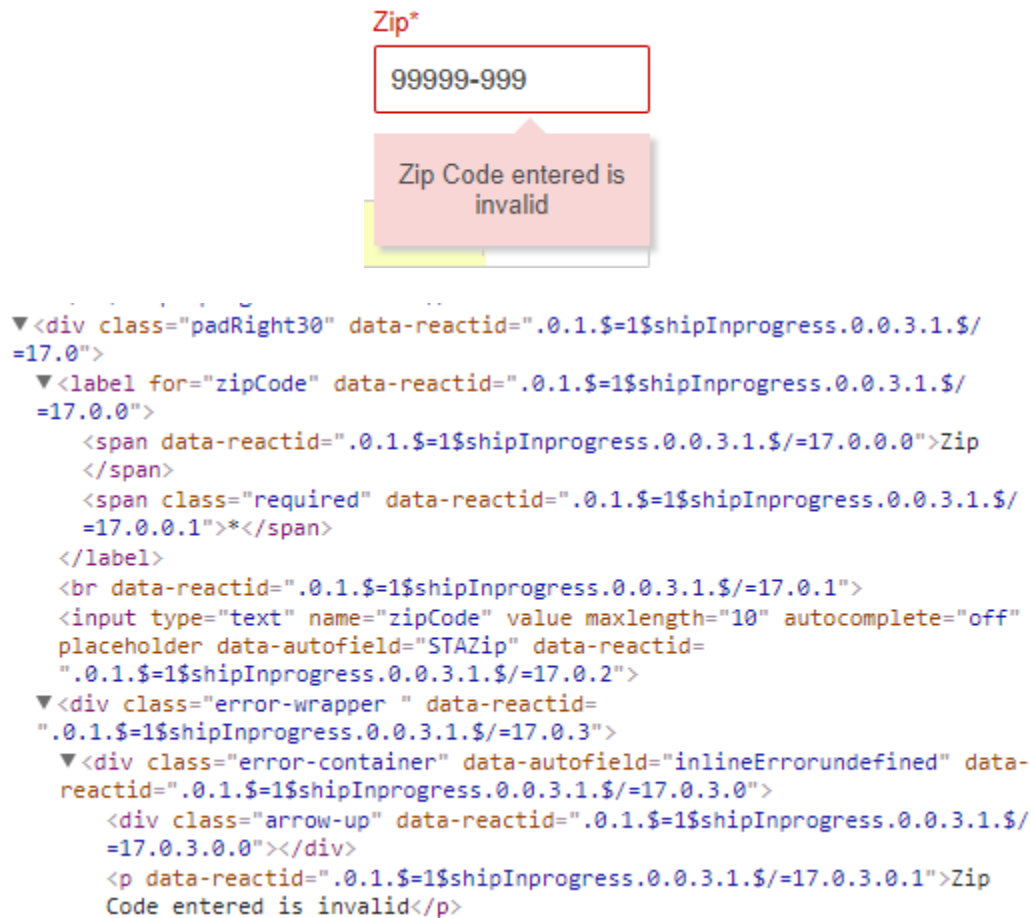 Zip*
99999-999
Zip Code entered is
invalid
▼<div class="padRight30" data-reactid=".0.1.$=1$shipInprogress.0.0.3.1.$/
=17.0">
▼<label for="zipCode" data-reactid=".0.1.$=1$shipInprogress.0.0.3.1.$/
=17.0.0">
<span data-reactid=".0.1.$=1$shipInprogress.0.0.3.1.$/=17.0.0.0">Zip
</span>
<span class="required" data-reactid=".0.1.$=1$shipInprogress.0.0.3.1.$/
=17.0.0.1">*</span>
</label>
<br data-reactid=".0.1.$=1$shipInprogress.0.0.3.1.$/=17.0.1">
<input type="text" name="zipCode" value maxlength="10" autocomplete="off"
placeholder data-autofield="STAZip" data-reactid=
".0.1.$=1$shipInprogress.0.0.3.1.$/=17.0.2">
▼<div class="error-wrapper " data-reactid=
".0.1.$=1$shipInprogress.0.0.3.1.$/=17.0.3">
▼<div class="error-container" data-autofield="inlineErrorundefined" data-
reactid=".0.1.$=1$shipInprogress.0.0.3.1.$/=17.0.3.0">
<div class="arrow-up" data-reactid=".0.1.$=1$shipInprogress.0.0.3.1.$/
=17.0.3.0.0"></div>
<p data-reactid=".0.1.$=1$shipInprogress.0.0.3.1.$/=17.0.3.0.1">Zip
Code entered is invalid</p>